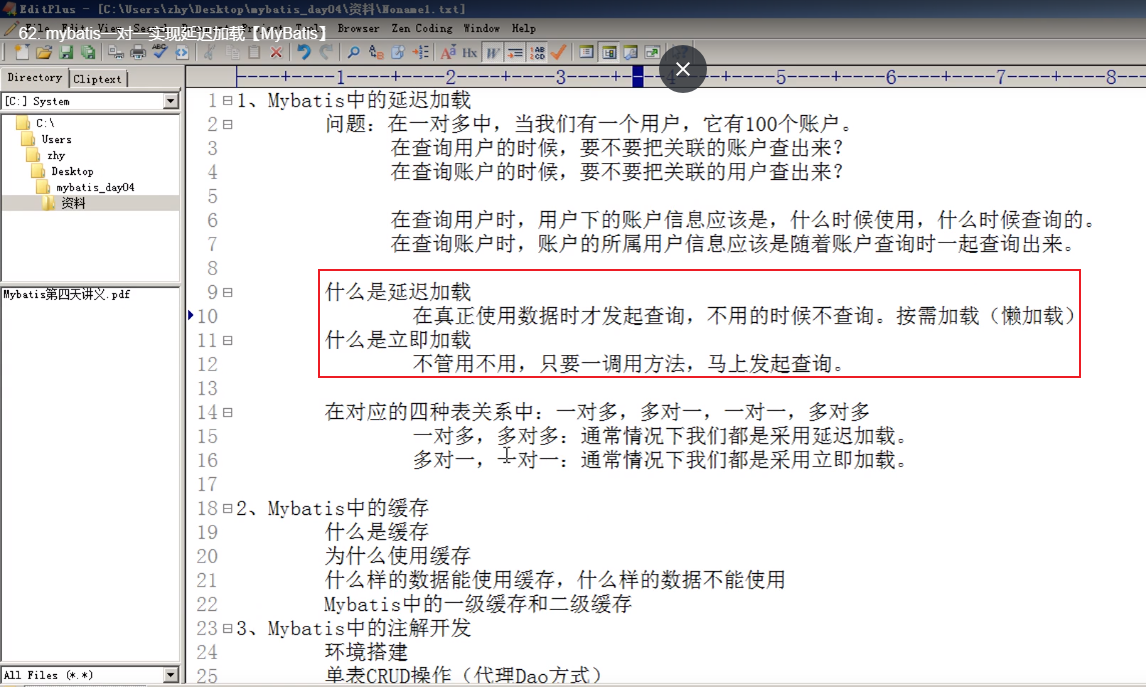 EditPlus - [C:\Users\zhy\Desktop\mybatis_day04\资料\Noname1.txt]
62. mybatis一对一实现延迟加载【MyBatis】
Browser Zen Coding Window Help
Directory Cliptext
[C:] System
C:\
Users
zhy
Desktop
mybatis_day04
资料
Mybatis第四天讲义.pdf
All Files (*.*)
1 2 3 4 5 6 7 8
1 1、Mybatis中的延迟加载
2 问题：在一对多中，当我们有一个用户，它有100个账户。
3 在查询用户的时候，要不要把关联的账户查出来？
4 在查询账户的时候，要不要把关联的用户查出来？
5
6 在查询用户时，用户下的账户信息应该是，什么时候使用，什么时候查询的。
7 在查询账户时，账户的所属用户信息应该是随着账户查询时一起查询出来。
8
9 什么是延迟加载
10 在真正使用数据时才发起查询，不用的时候不查询。按需加载（懒加载）
11 什么是立即加载
12 不管用不用，只要一调用方法，马上发起查询。
13
14 在对应的四种表关系中：一对多，多对一，一对一，多对多
15 一对多，多对多：通常情况下我们都是采用延迟加载。
16 多对一，一对一：通常情况下我们都是采用立即加载。
17
18 2、Mybatis中的缓存
19 什么是缓存
20 为什么使用缓存
21 什么样的数据能使用缓存，什么样的数据不能使用
22 Mybatis中的一级缓存和二级缓存
23 3、Mybatis中的注解开发
24 环境搭建
25 单表CRUD操作（代理Dao方式）